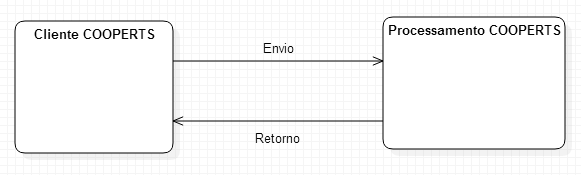 Cliente COOPERTS
Processamento COOPERTS
Envio
Retorno